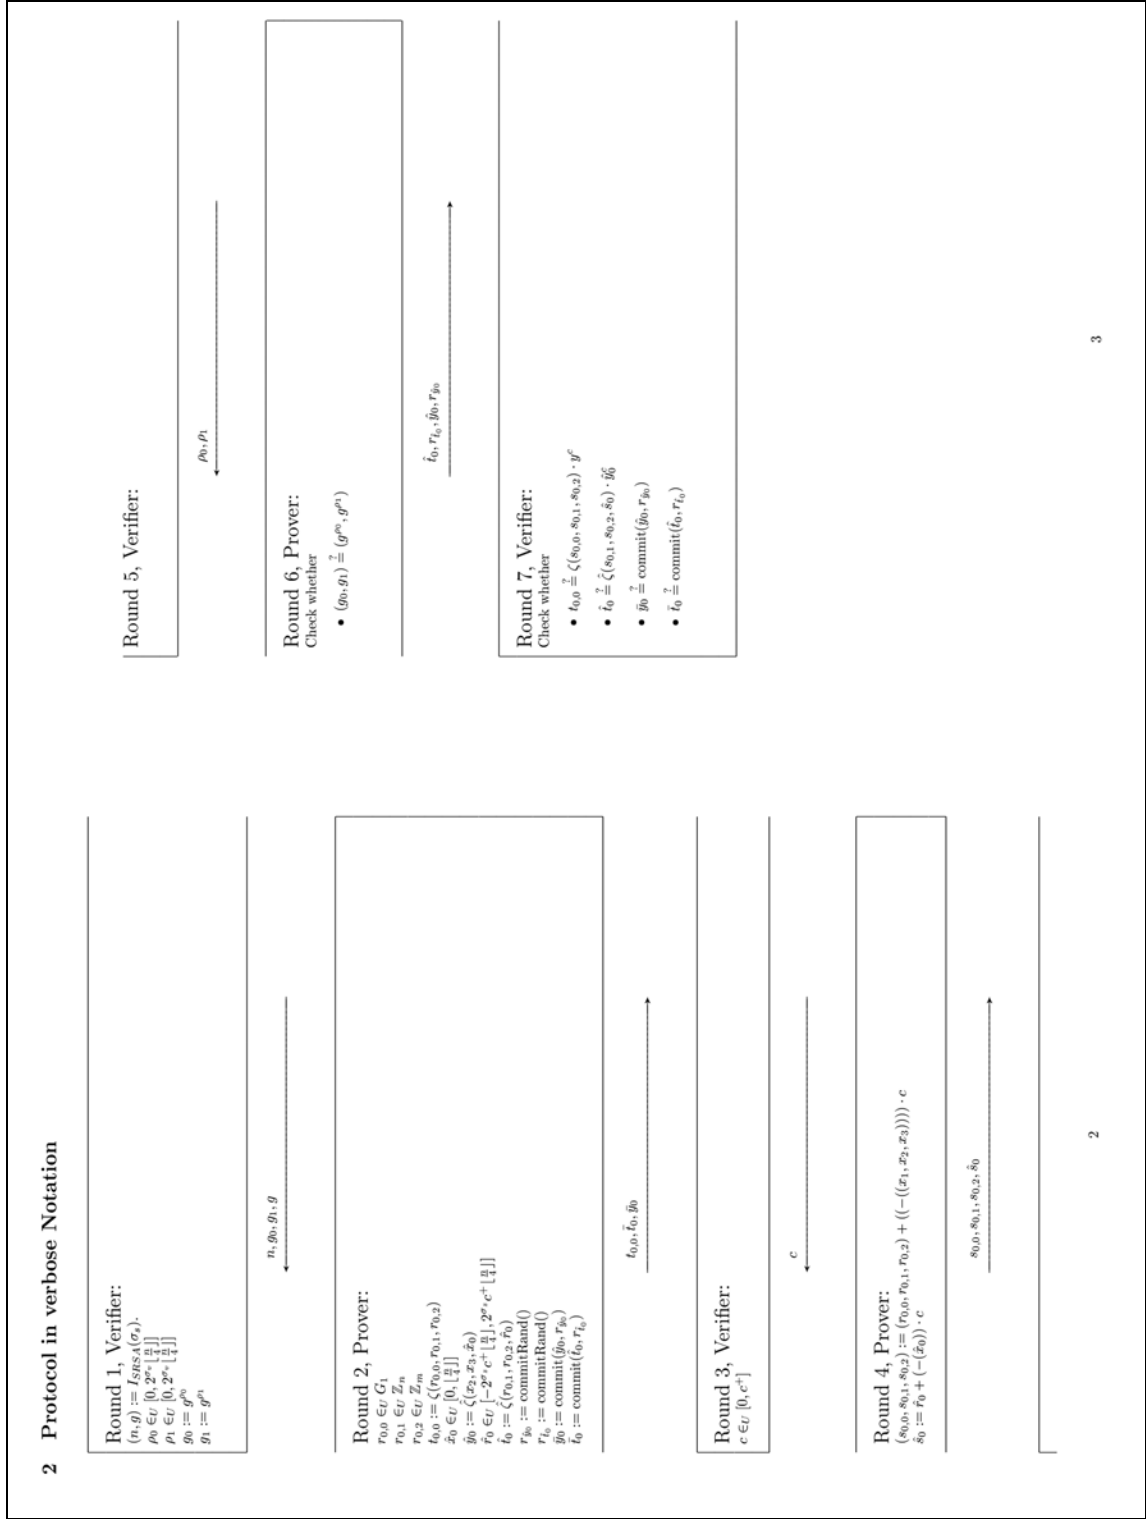 2 Protocol in verbose Notation
Round 1, Verifier:
(n, g) := I_{SRSA}(σ_s).
ρ_0 ∈_U [0, 2^{σ_v}⌊n/4⌋]
ρ_1 ∈_U [0, 2^{σ_v}⌊n/4⌋]
g_0 := g^{ρ_0}
g_1 := g^{ρ_1}
n, g_0, g_1, g
Round 2, Prover:
r_{0,0} ∈_U G_1
r_{0,1} ∈_U Z_n
r_{0,2} ∈_U Z_m
t_{0,0} := ζ(r_{0,0}, r_{0,1}, r_{0,2})
x̂_0 ∈_U [0, ⌊n/4⌋]
ŷ_0 := ζ̂(x_2, x_3, x̂_0)
r̂_0 ∈_U [−2^{σ_s}c^+⌊n/4⌋, 2^{σ_s}c^+⌊n/4⌋]
t̂_0 := ζ̂(r_{0,1}, r_{0,2}, r̂_0)
r_{ŷ_0} := commitRand()
r_{t̂_0} := commitRand()
ȳ_0 := commit(ŷ_0, r_{ŷ_0})
t̄_0 := commit(t̂_0, r_{t̂_0})
t_{0,0}, t̄_0, ȳ_0
Round 3, Verifier:
c ∈_U [0, c^+]
c
Round 4, Prover:
(s_{0,0}, s_{0,1}, s_{0,2}) := (r_{0,0}, r_{0,1}, r_{0,2}) + ((−((x_1, x_2, x_3)))) · c
ŝ_0 := r̂_0 + (−(x̂_0)) · c
s_{0,0}, s_{0,1}, s_{0,2}, ŝ_0
2
Round 5, Verifier:
ρ_0, ρ_1
Round 6, Prover:
Check whether
• (g_0, g_1) ≟ (g^{ρ_0}, g^{ρ_1})
t̂_0, r_{t̂_0}, ŷ_0, r_{ŷ_0}
Round 7, Verifier:
Check whether
• t_{0,0} ≟ ζ(s_{0,0}, s_{0,1}, s_{0,2}) · y^c
• t̂_0 ≟ ζ̂(s_{0,1}, s_{0,2}, ŝ_0) · ŷ_0^c
• ȳ_0 ≟ commit(ŷ_0, r_{ŷ_0})
• t̄_0 ≟ commit(t̂_0, r_{t̂_0})
3